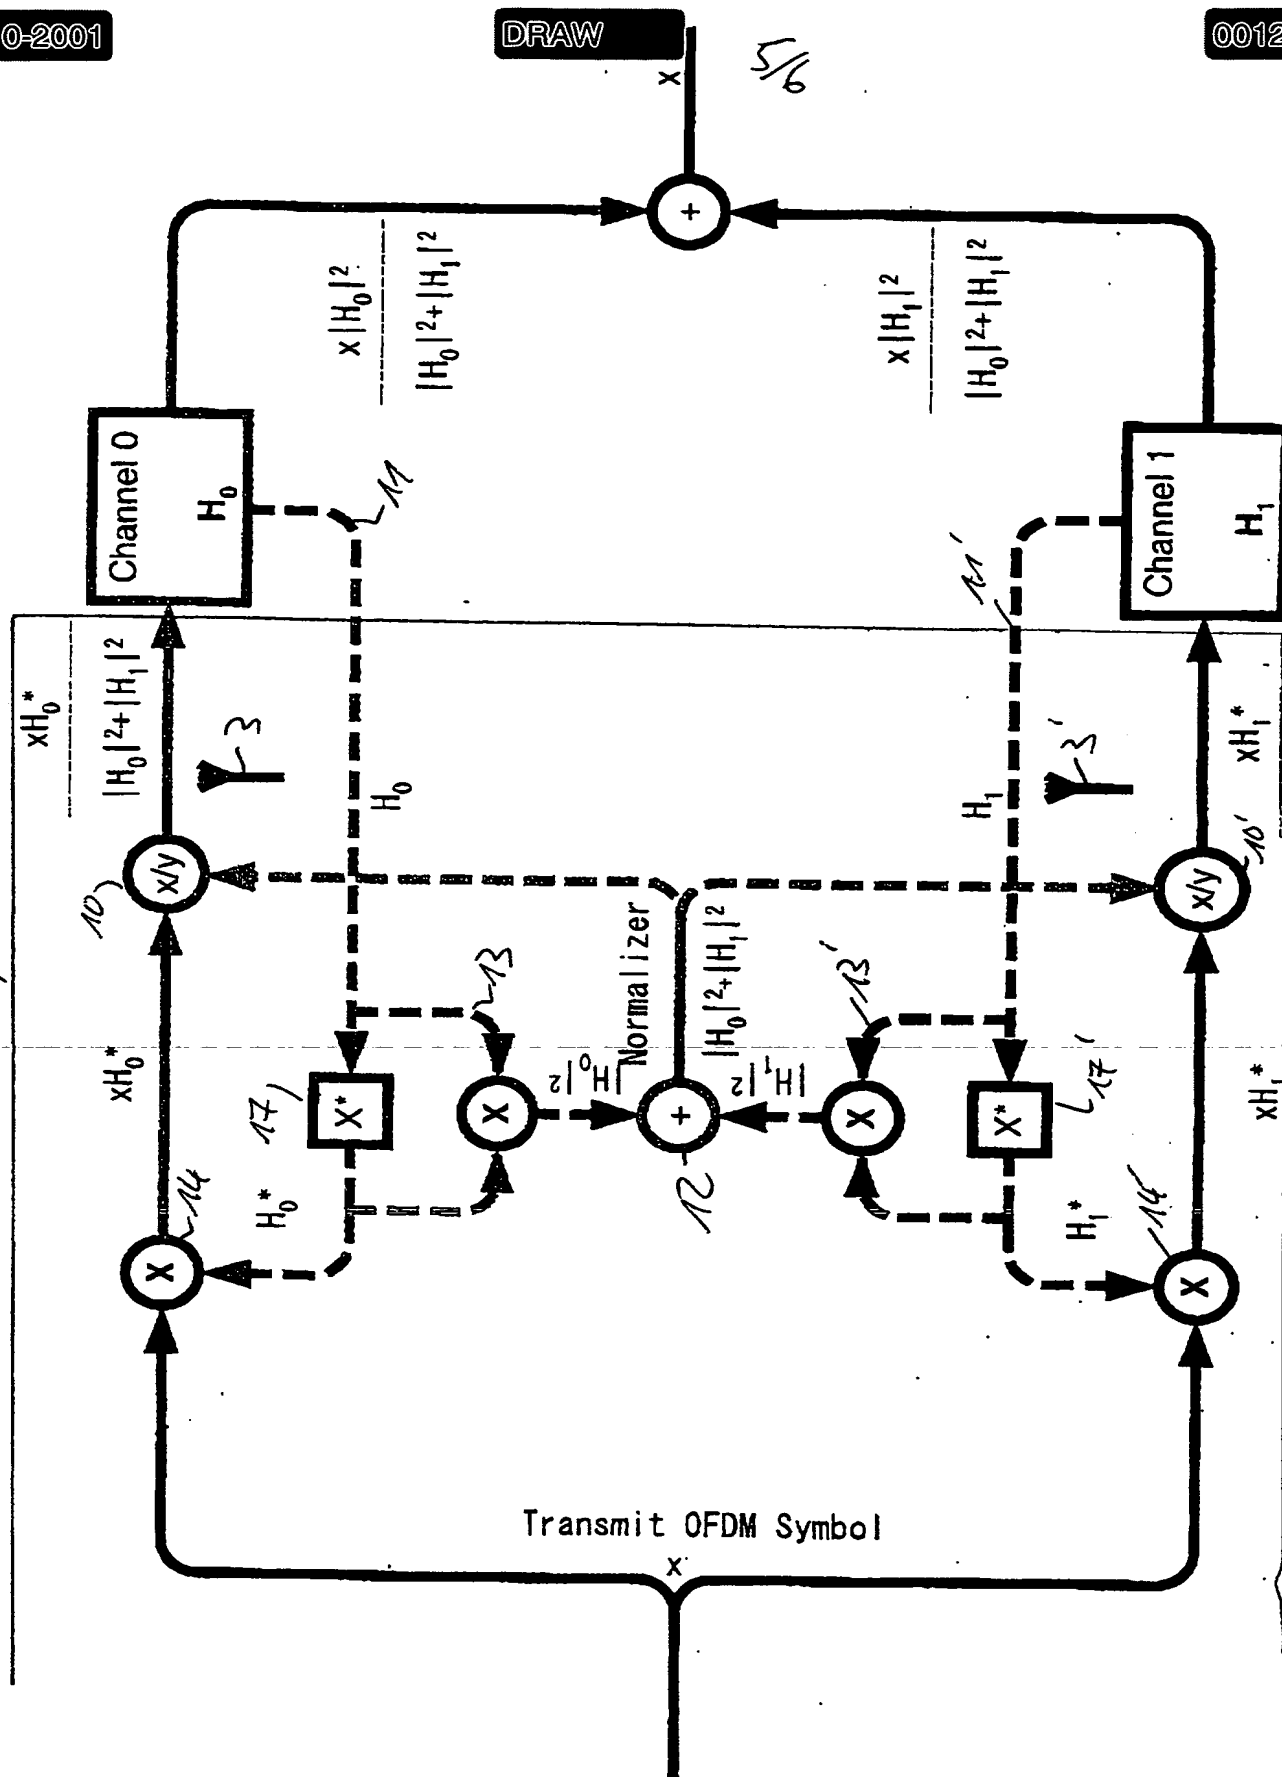 0-2001
DRAW
0012
5/6
x
+
x|H₀|²
|H₀|²+|H₁|²
x|H₁|²
|H₀|²+|H₁|²
Channel 0
H₀
11
Channel 1
H₁
11'
xH₀*
|H₀|²+|H₁|²
3
H₀
H₁
3'
xH₁*
10
x/y
x/y
10'
Normalizer
|H₀|²+|H₁|²
13
13'
xH₀*
17
X*
X
|H₀|²
+
|H₁|²
X
X*
17'
xH₁*
12
14
H₀*
H₁*
14'
X
X
Transmit OFDM Symbol
x